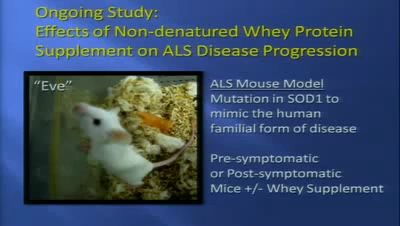 Ongoing Study:
Effects of Non-denatured Whey Protein
Supplement on ALS Disease Progression
“Eve”
ALS Mouse Model
Mutation in SOD1 to
mimic the human
familial form of disease
Pre-symptomatic
or Post-symptomatic
Mice +/- Whey Supplement